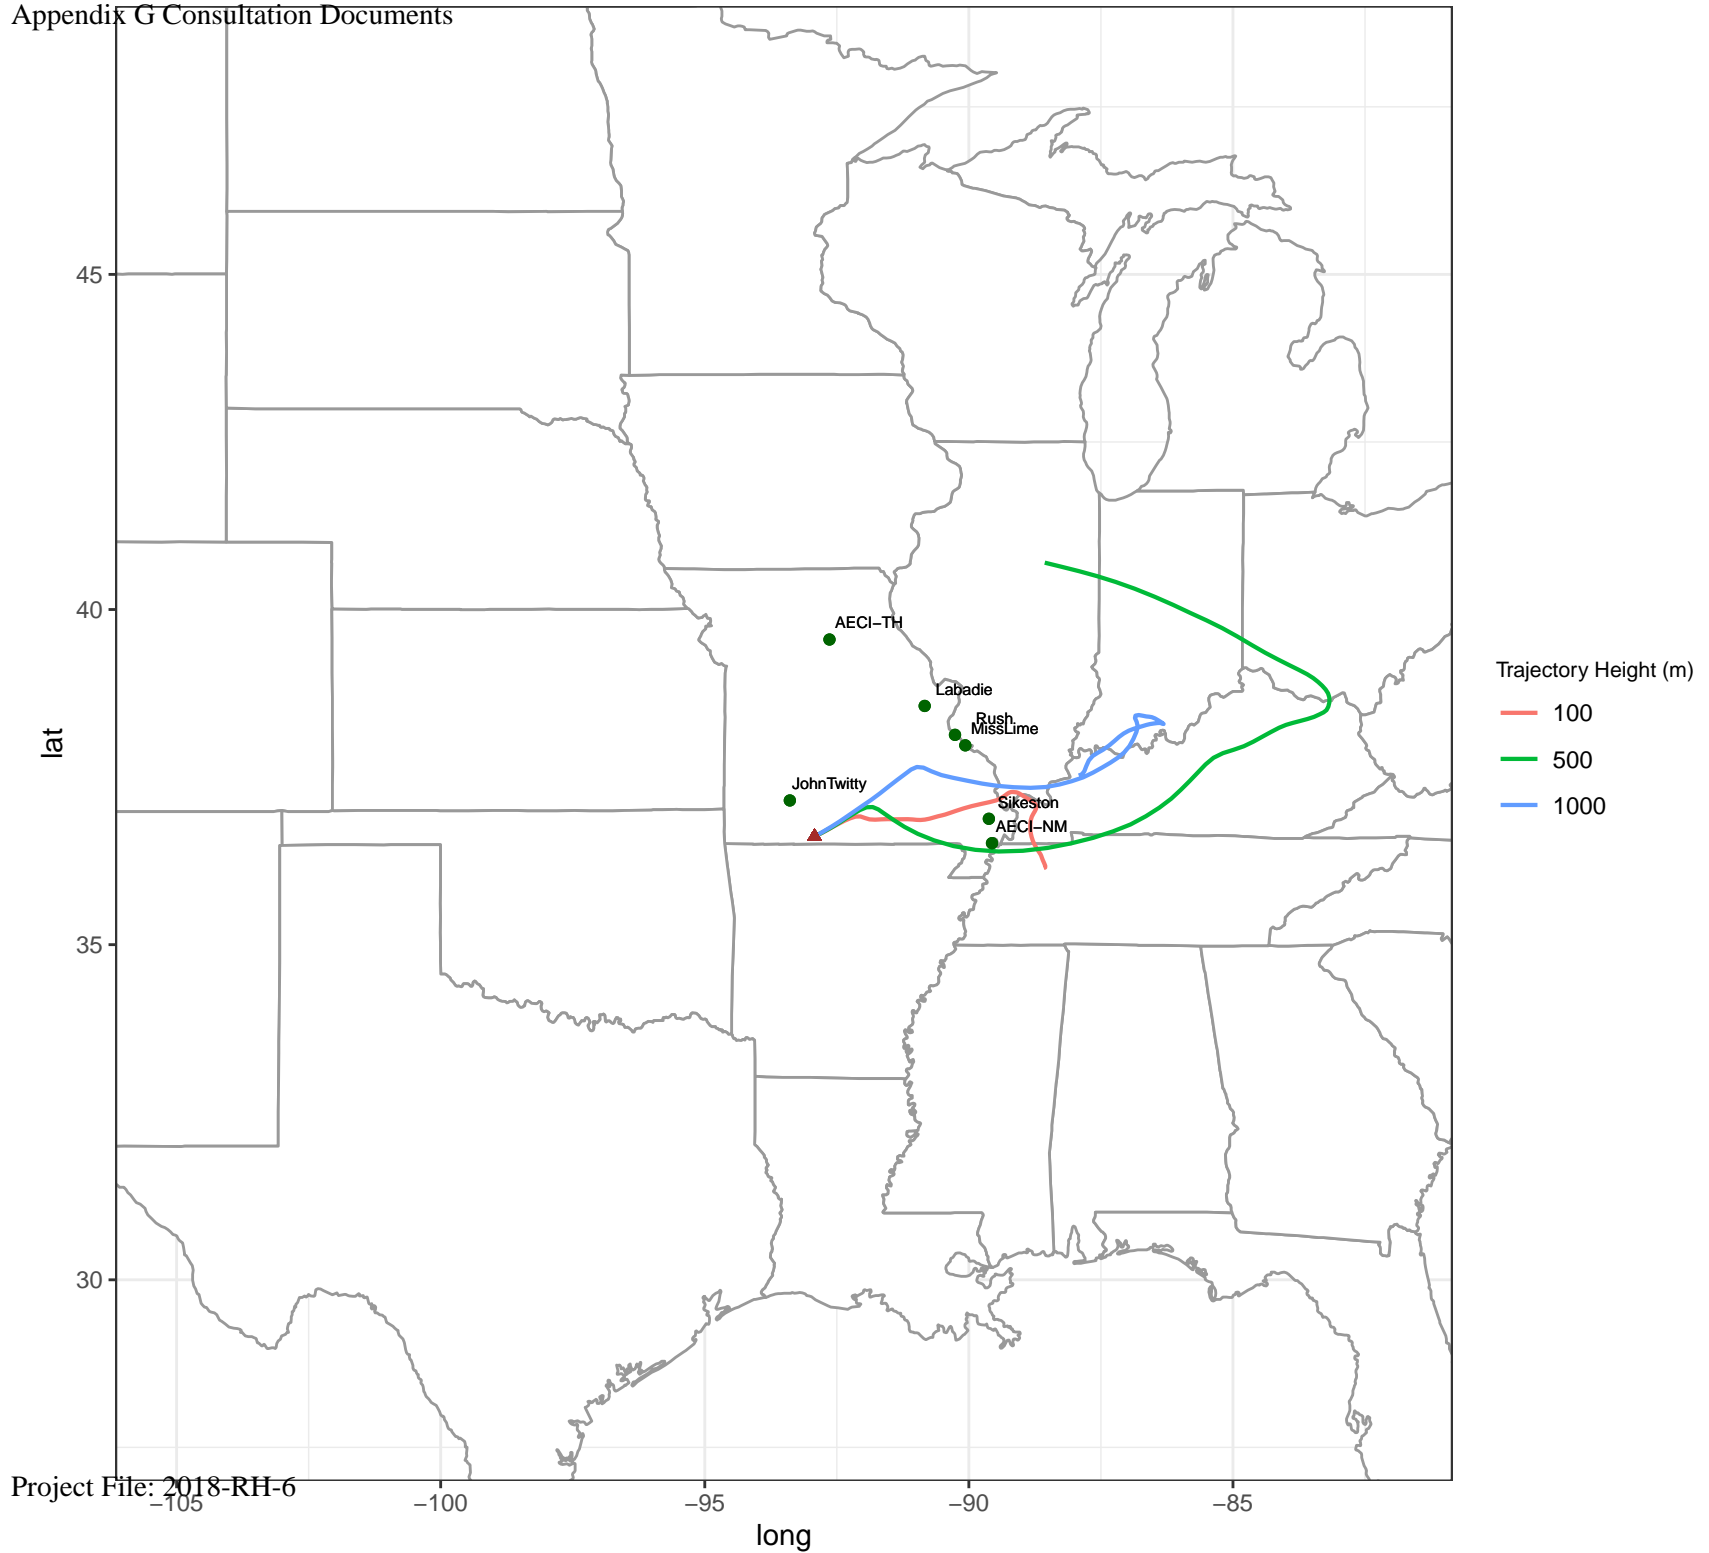 Appendix G Consultation Documents
45
40
35
30
lat
AECI−TH
Labadie
Rush
MissLime
JohnTwitty
Sikeston
AECI−NM
Trajectory Height (m)
100
500
1000
Project File: 2018-RH-6
−105
−100
−95
−90
−85
long